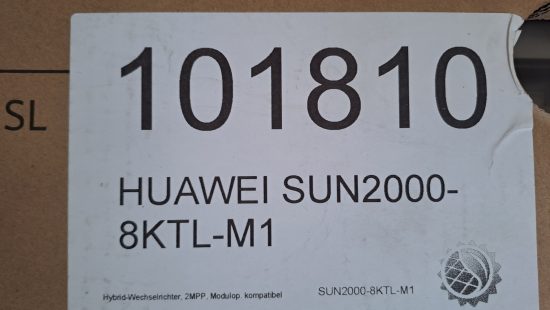 101810
SL
HUAWEI SUN2000-
8KTL-M1
Hybrid-Wechselrichter, 2MPP, Modulop. kompatibel
SUN2000-8KTL-M1